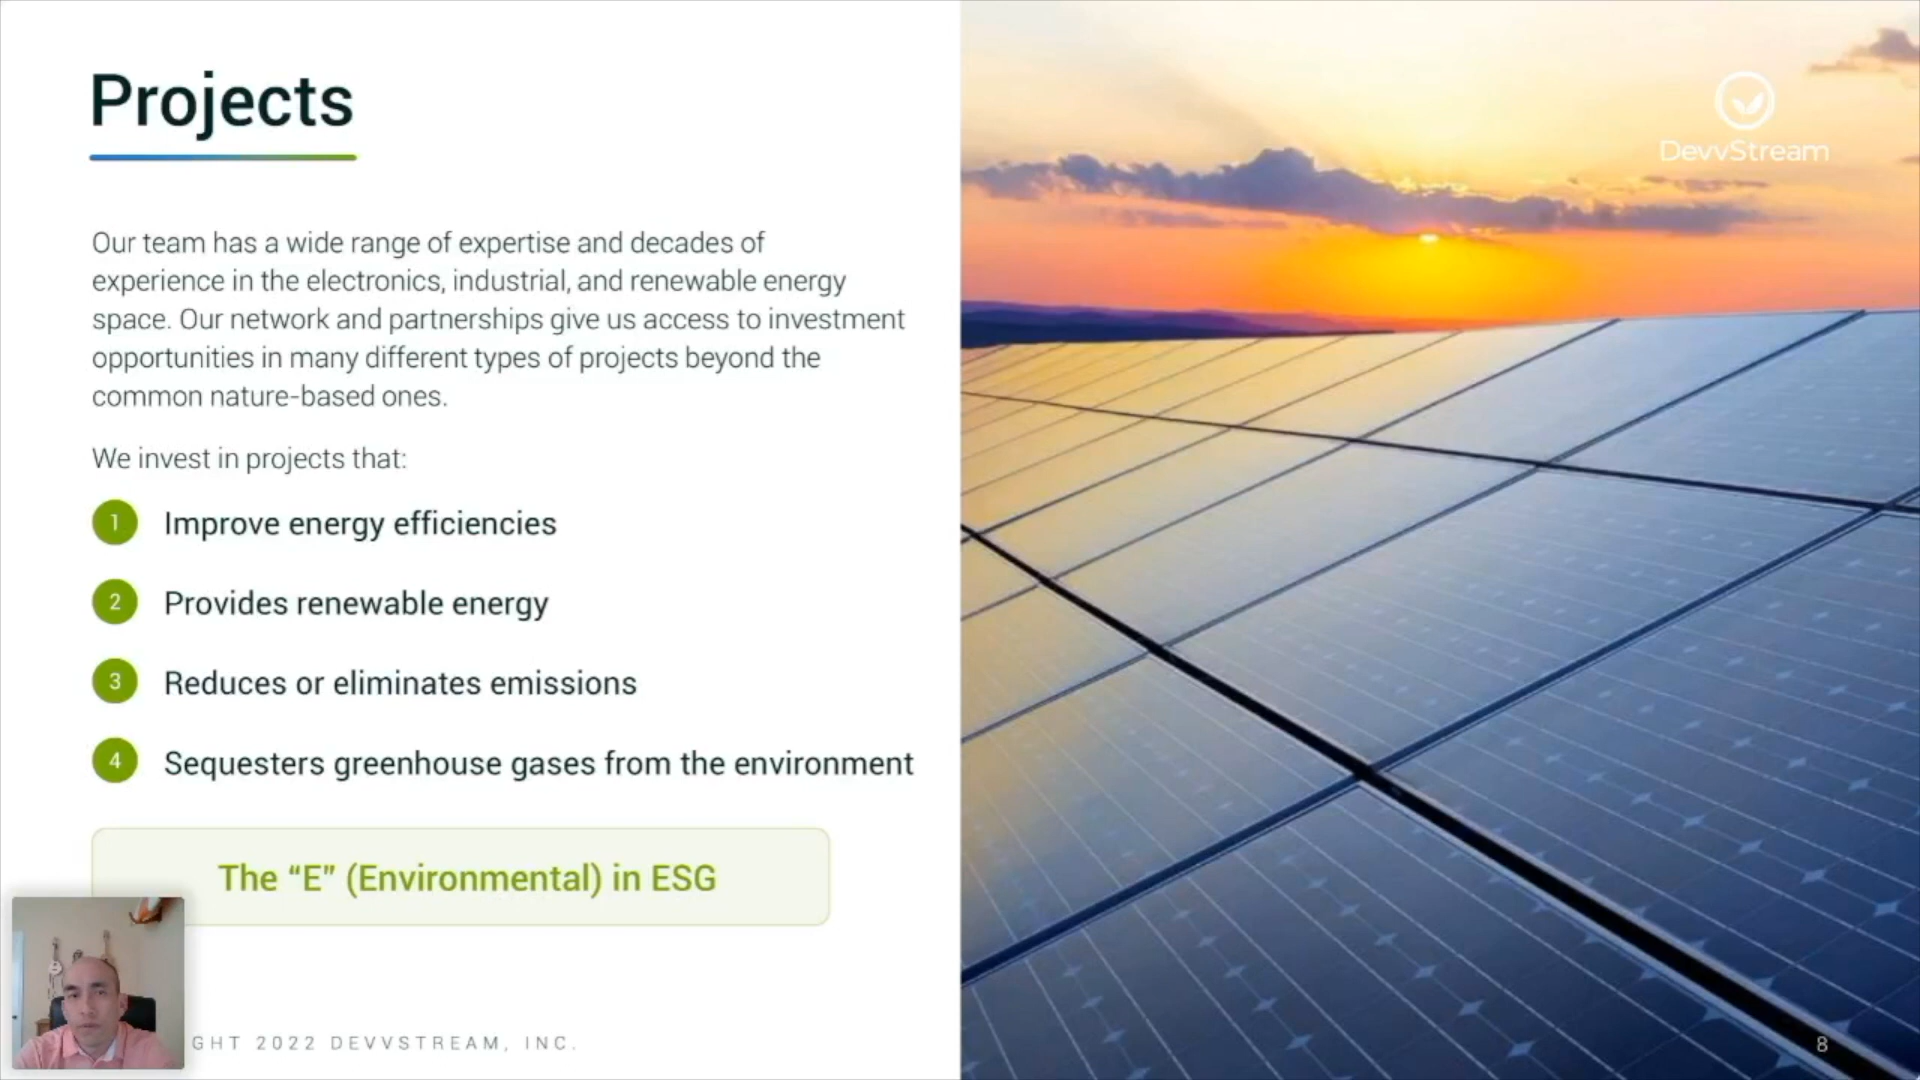 Projects
DevvStream
Our team has a wide range of expertise and decades of
experience in the electronics, industrial, and renewable energy
space. Our network and partnerships give us access to investment
opportunities in many different types of projects beyond the
common nature-based ones.
We invest in projects that:
1 Improve energy efficiencies
2 Provides renewable energy
3 Reduces or eliminates emissions
4 Sequesters greenhouse gases from the environment
The “E” (Environmental) in ESG
GHT 2022 DEVVSTREAM, INC.
8